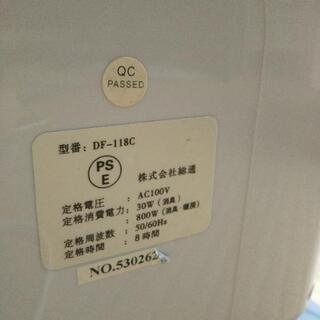 QC
PASSED
型番: DF-118C
PS
E
株式会社総通
定格電圧 : AC100V
定格消費電力: 30W(消臭)
800W(消臭・暖房)
定格周波数 : 50/60Hz
定格時間 : 8時間
NO.530262